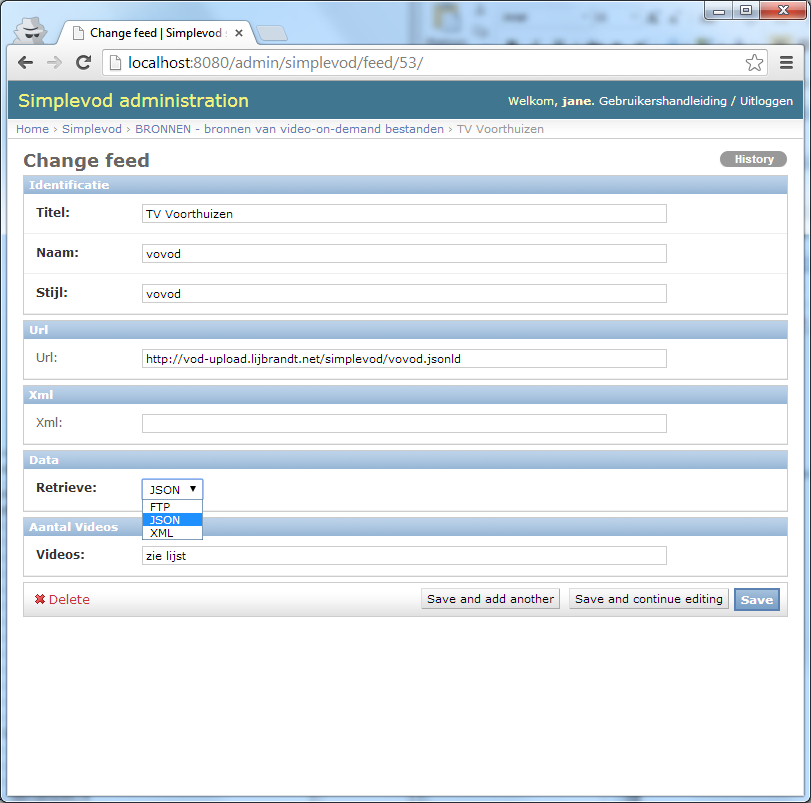 Change feed | Simplevod
localhost:8080/admin/simplevod/feed/53/
Simplevod administration
Welkom, jane. Gebruikershandleiding / Uitloggen
Home › Simplevod › BRONNEN - bronnen van video-on-demand bestanden › TV Voorthuizen
Change feed
History
Identificatie
Titel: TV Voorthuizen
Naam: vovod
Stijl: vovod
Url
Url: http://vod-upload.lijbrandt.net/simplevod/vovod.jsonld
Xml
Xml:
Data
Retrieve: JSON
FTP
JSON
XML
Aantal Videos
Videos: zie lijst
Delete
Save and add another
Save and continue editing
Save